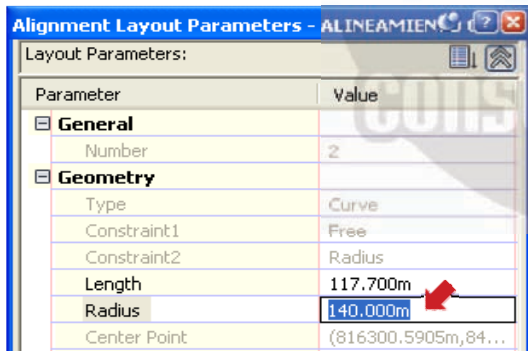 Alignment Layout Parameters - ALINEAMIEN
Layout Parameters:
Parameter Value
General
Number 2
Geometry
Type Curve
Constraint1 Free
Constraint2 Radius
Length 117.700m
Radius 140.000m
Center Point (816300.5905m,84...
cons